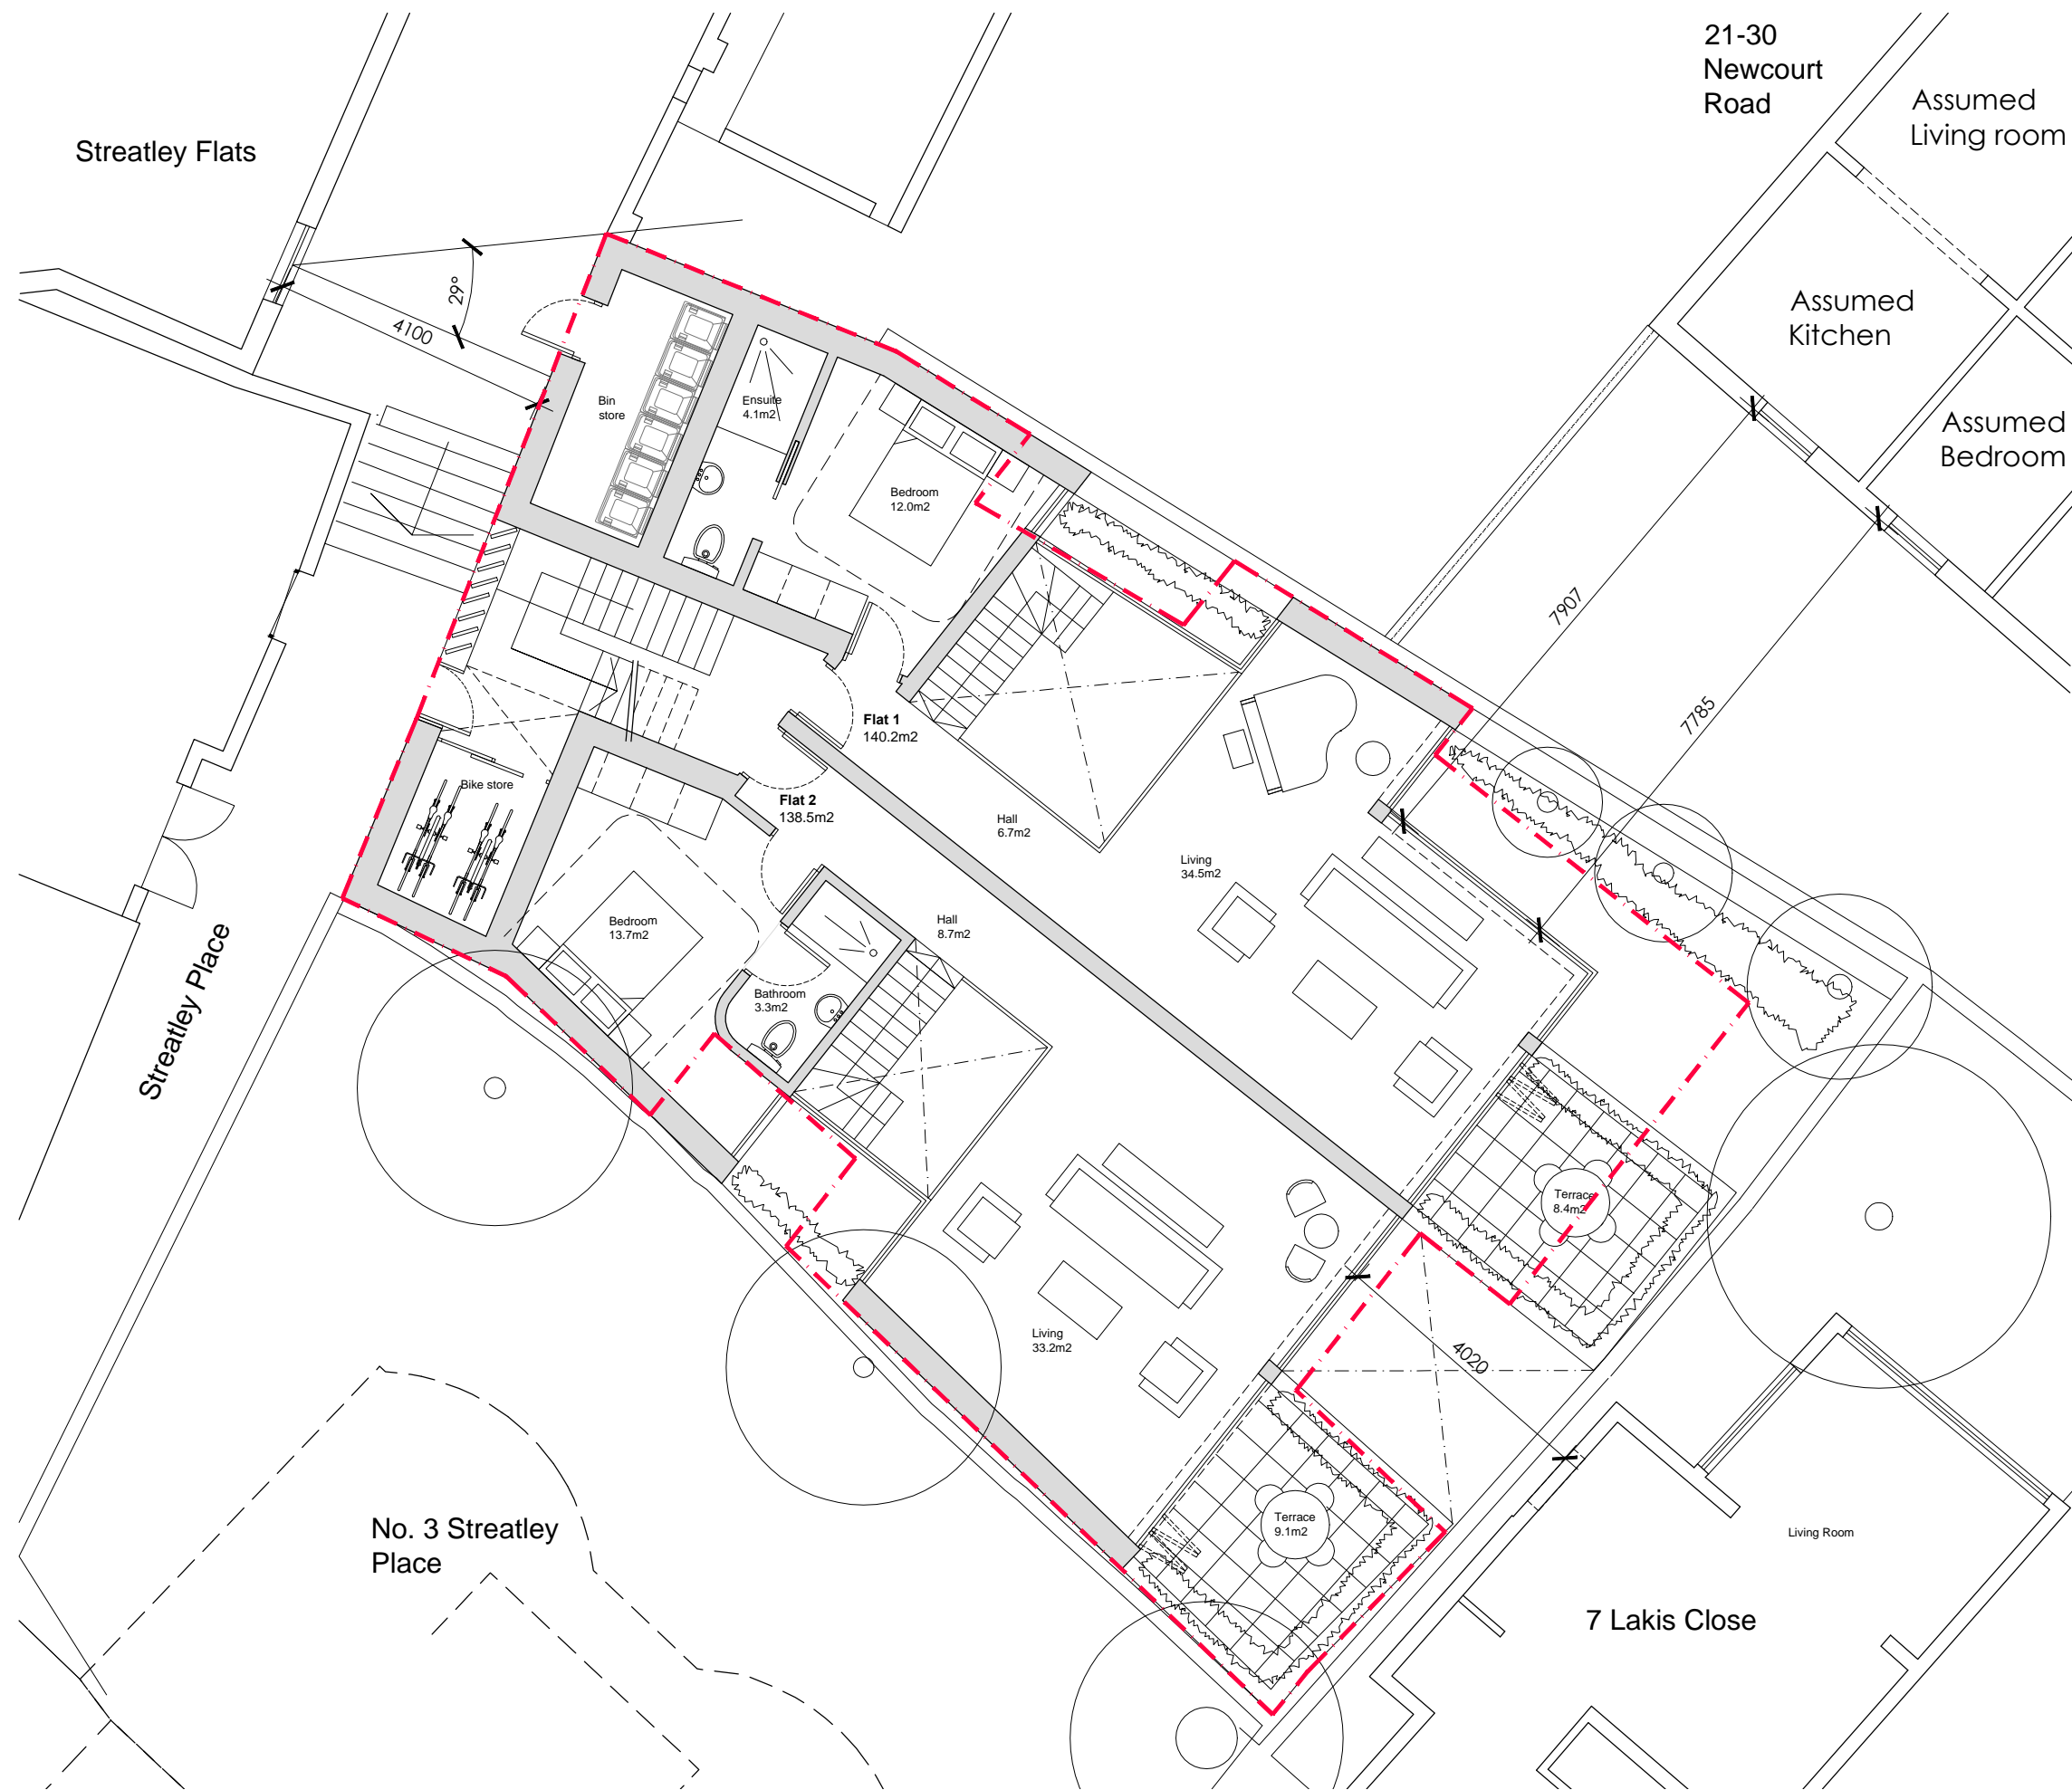 21-30
Newcourt
Road
Assumed
Living room
Streatley Flats
29°
4100
Assumed
Kitchen
Assumed
Bedroom
Bin
store
Ensuite
4.1m2
Bedroom
12.0m2
7907
7785
Flat 1
140.2m2
Bike store
Flat 2
138.5m2
Hall
6.7m2
Living
34.5m2
Bedroom
13.7m2
Hall
8.7m2
Bathroom
3.3m2
Streatley Place
Terrace
8.4m2
Living
33.2m2
4020
No. 3 Streatley
Place
Terrace
9.1m2
Living Room
7 Lakis Close